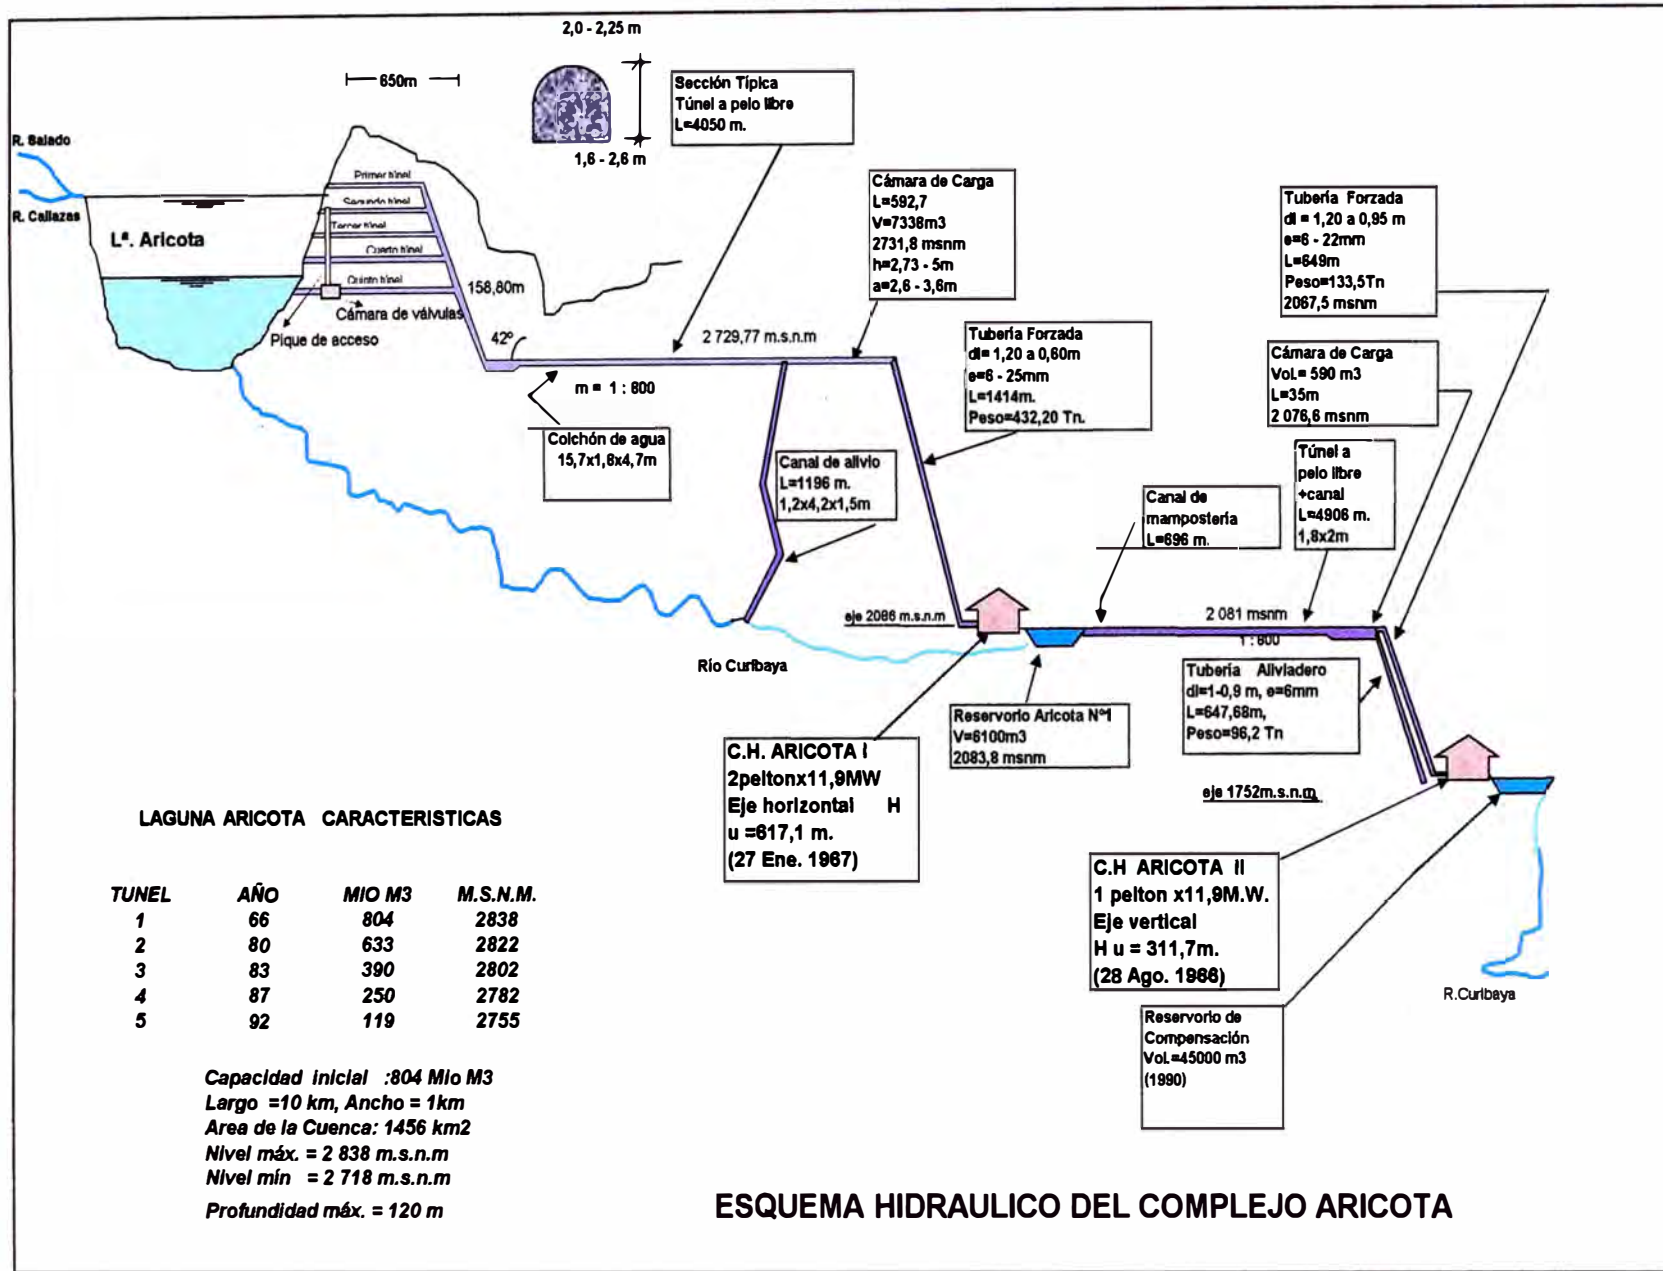 2,0 - 2,25 m
650m
1,6 - 2,6 m
Sección Típica
Túnel a pelo libre
L=4050 m.
R. Salado
R. Callazas
Lª. Aricota
Primer túnel
Segundo túnel
Tercer túnel
Cuarto túnel
Quinto túnel
Cámara de válvulas
Pique de acceso
158,80m
42º
2 729,77 m.s.n.m
m = 1 : 800
Colchón de agua
15,7x1,8x4,7m
Cámara de Carga
L=592,7
V=7338m3
2731,8 msnm
h=2,73 - 5m
a=2,6 - 3,6m
Tubería Forzada
di= 1,20 a 0,60m
e=6 - 25mm
L=1414m.
Peso=432,20 Tn.
Canal de alivio
L=1196 m.
1,2x4,2x1,5m
Tubería Forzada
di = 1,20 a 0,95 m
e=6 - 22mm
L=649m
Peso=133,5Tn
2067,5 msnm
Cámara de Carga
Vol.= 590 m3
L=35m
2 076,6 msnm
Túnel a
pelo libre
+canal
L=4906 m.
1,8x2m
Canal de
mampostería
L=696 m.
eje 2086 m.s.n.m
2 081 msnm
1 : 800
Río Curibaya
Reservorio Aricota Nº1
V=6100m3
2083,8 msnm
Tubería Aliviadero
di=1-0,9 m, e=6mm
L=647,68m,
Peso=96,2 Tn
eje 1752m.s.n.m
C.H. ARICOTA I
2peltonx11,9MW
Eje horizontal H
u =617,1 m.
(27 Ene. 1967)
C.H ARICOTA II
1 pelton x11,9M.W.
Eje vertical
H u = 311,7m.
(28 Ago. 1966)
R.Curibaya
Reservorio de
Compensación
Vol.=45000 m3
(1990)
LAGUNA ARICOTA CARACTERISTICAS
TUNEL AÑO MIO M3 M.S.N.M.
1 66 804 2838
2 80 633 2822
3 83 390 2802
4 87 250 2782
5 92 119 2755
Capacidad inicial :804 Mio M3
Largo =10 km, Ancho = 1km
Area de la Cuenca: 1456 km2
Nivel máx. = 2 838 m.s.n.m
Nivel mín = 2 718 m.s.n.m
Profundidad máx. = 120 m
ESQUEMA HIDRAULICO DEL COMPLEJO ARICOTA